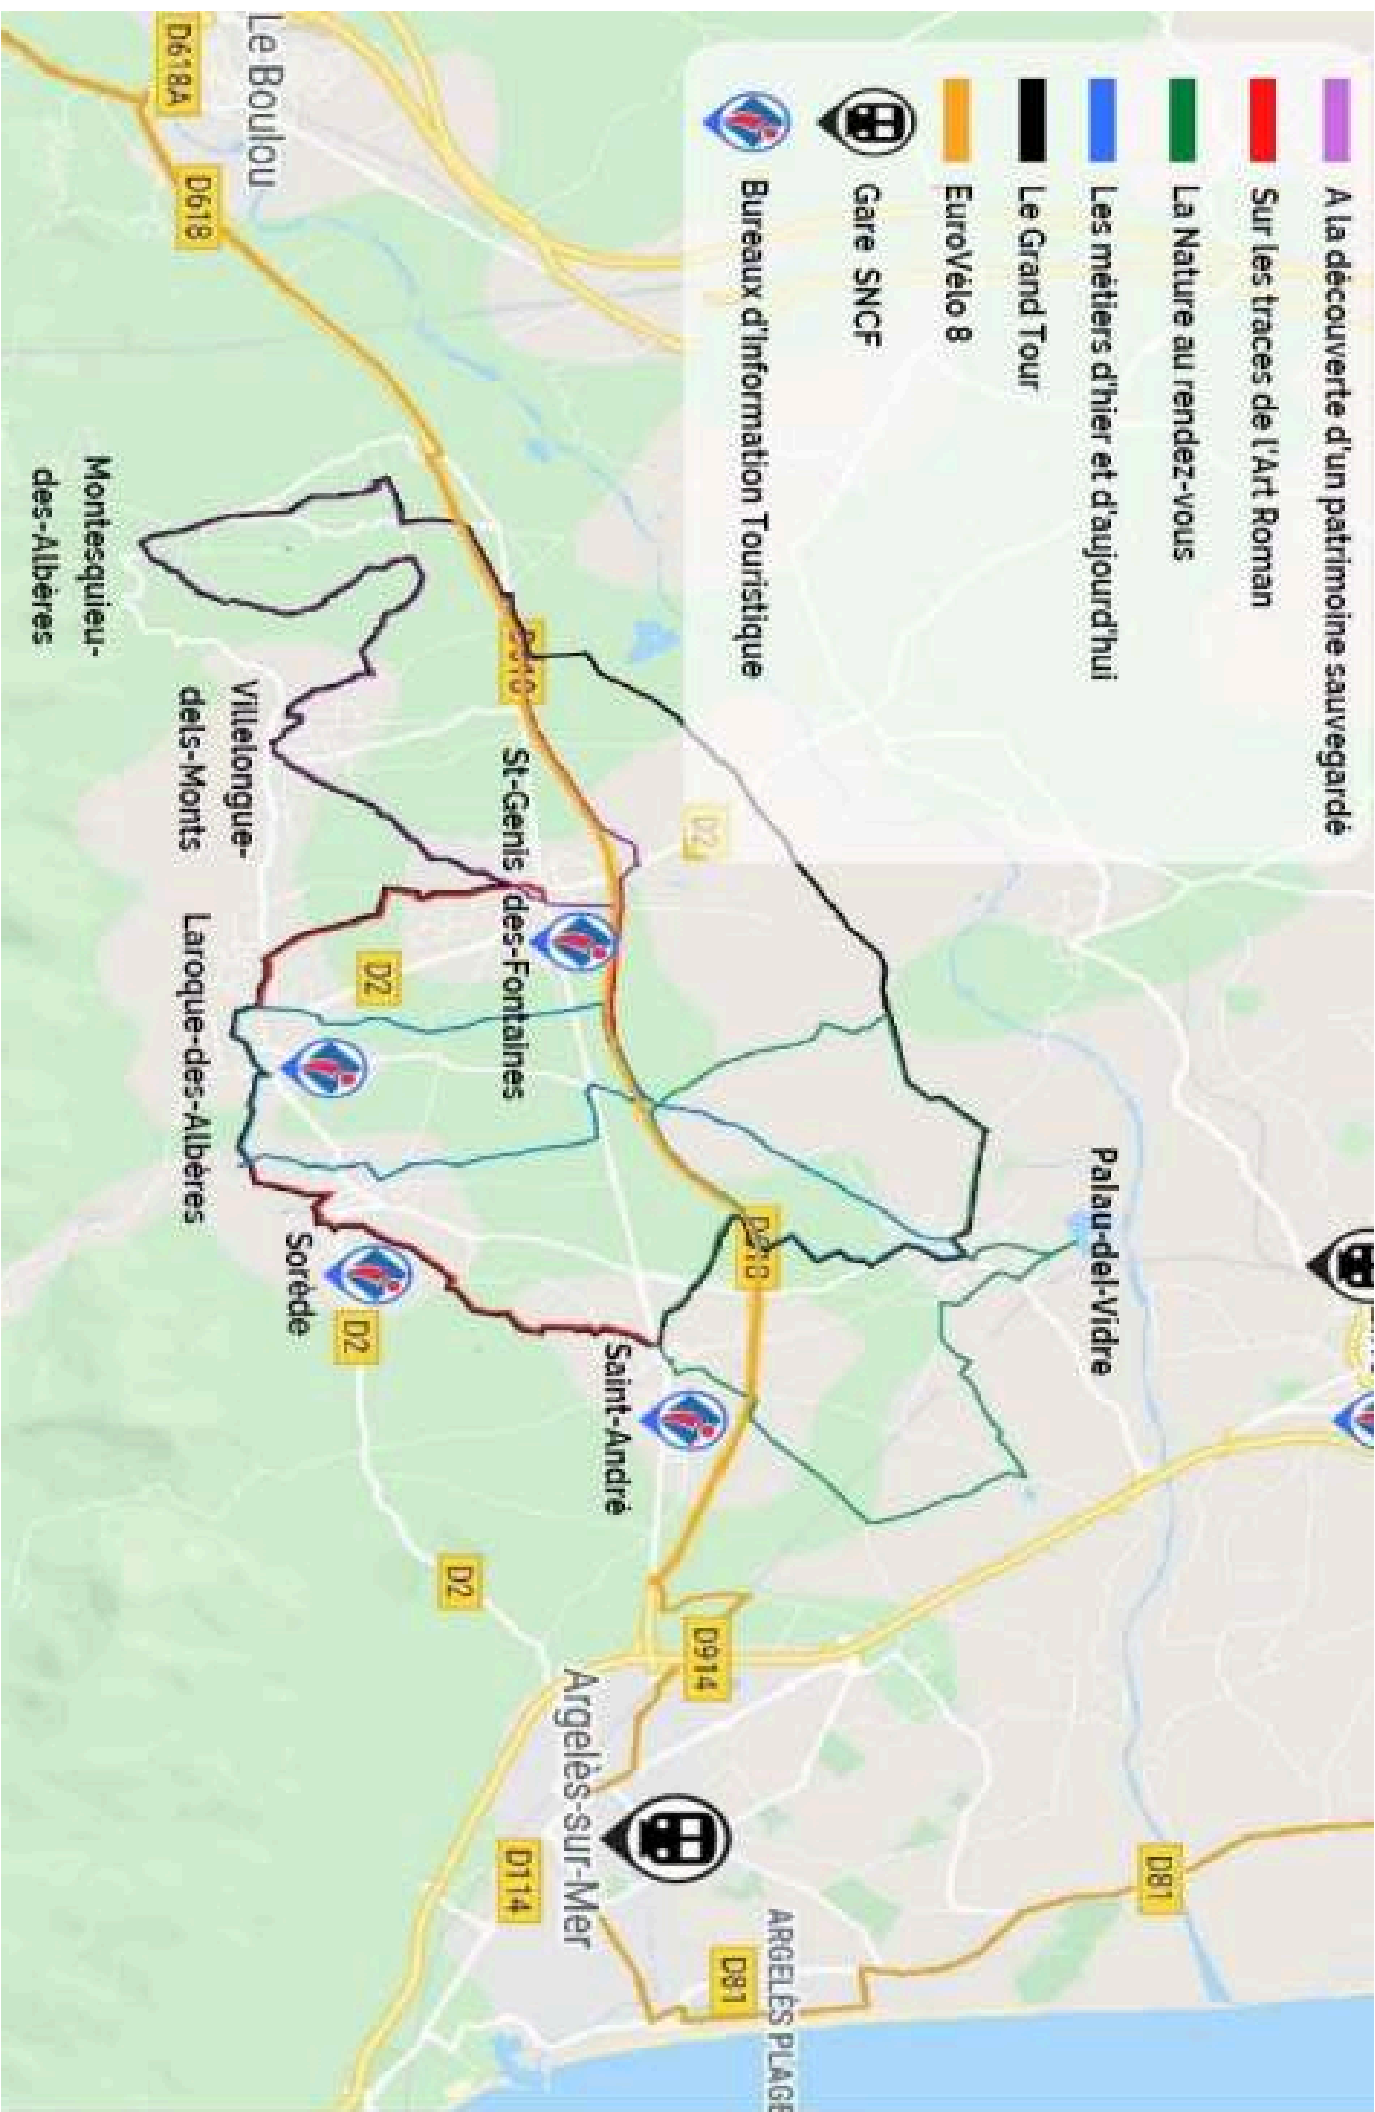 A la découverte d'un patrimoine sauvegardé
Sur les traces de l'Art Roman
La Nature au rendez-vous
Les métiers d'hier et d'aujourd'hui
Le Grand Tour
EuroVélo 8
Gare SNCF
Bureaux d'Information Touristique
Le Boulou
D618A
D618
Montesquieu-
des-Albères
Villelongue-
dels-Monts
D618
St-Genis des-Fontaines
D2
D2
Laroque-des-Albères
Sorède
D2
Palau-del-Vidre
D618
Saint-André
D2
D914
Argelès-sur-Mer
D114
D81
D81
ARGELÈS PLAGE